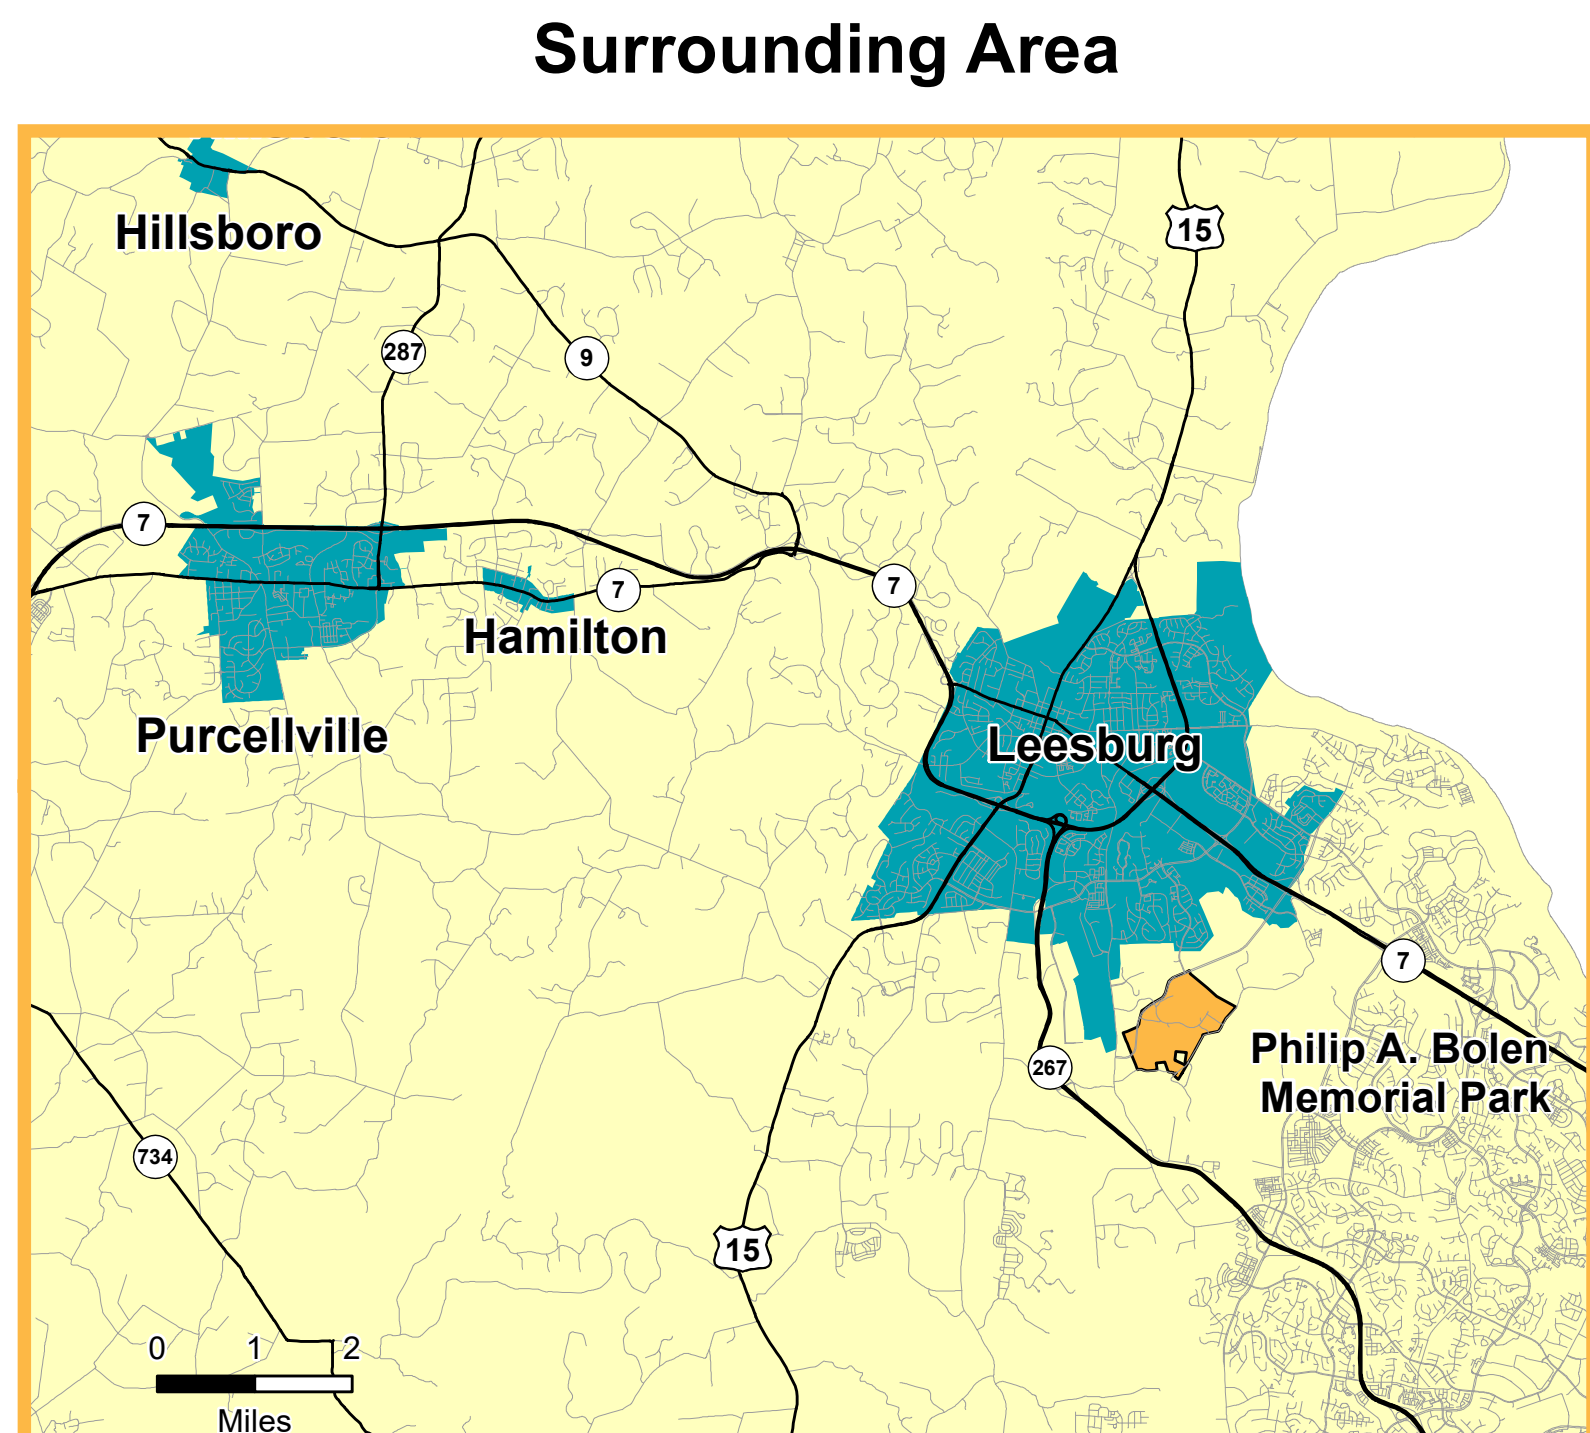 Surrounding Area
Hillsboro
15
287
9
7
7
7
Hamilton
Purcellville
Leesburg
7
Philip A. Bolen
Memorial Park
267
734
15
0 1 2
Miles